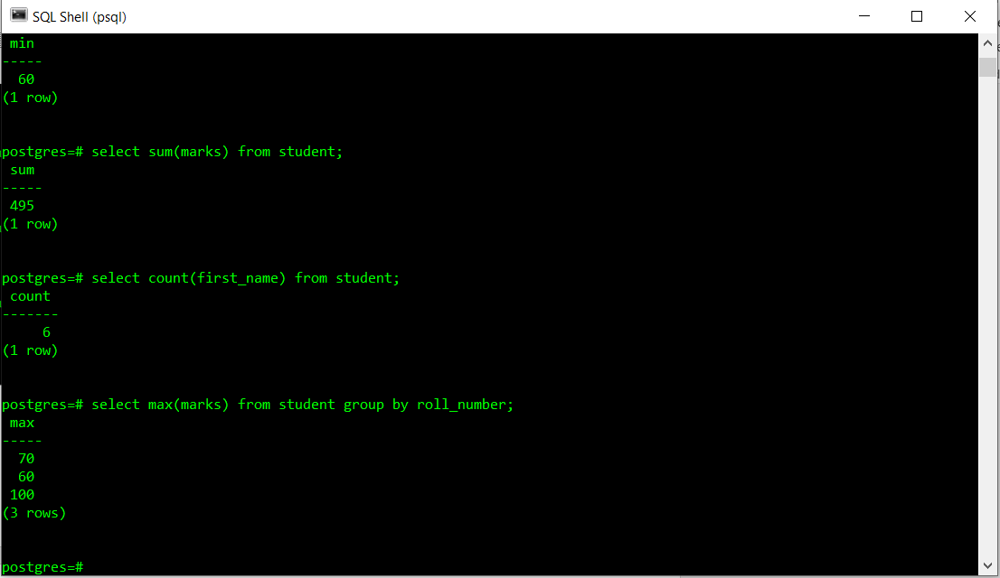 SQL Shell (psql)
min
-----
60
(1 row)
postgres=# select sum(marks) from student;
sum
-----
495
(1 row)
postgres=# select count(first_name) from student;
count
-------
6
(1 row)
postgres=# select max(marks) from student group by roll_number;
max
-----
70
60
100
(3 rows)
postgres=#